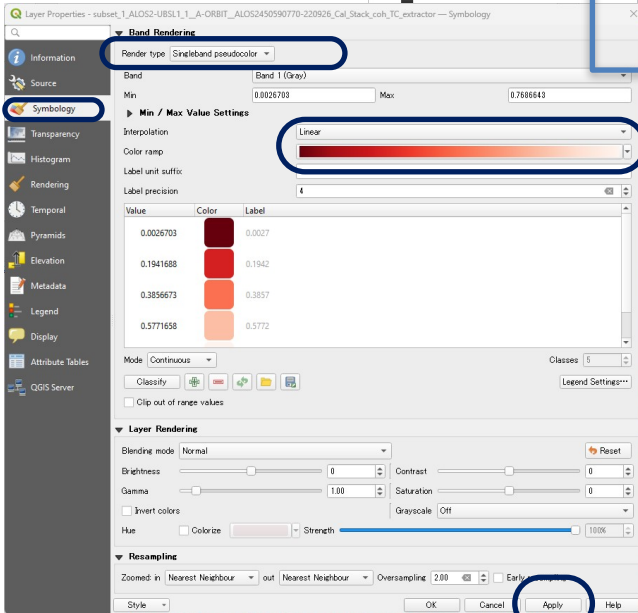 Layer Properties - subset_1_ALOS2-UBSL1_1__A-ORBIT__ALOS2450590770-220926_Cal_Stack_coh_TC_extractor — Symbology
Information
Source
Symbology
Transparency
Histogram
Rendering
Temporal
Pyramids
Elevation
Metadata
Legend
Display
Attribute Tables
QGIS Server
Band Rendering
Render type Singleband pseudocolor
Band Band 1 (Gray)
Min 0.0026703 Max 0.7686643
Min / Max Value Settings
Interpolation Linear
Color ramp
Label unit suffix
Label precision 4
Value Color Label
0.0026703 0.0027
0.1941688 0.1942
0.3856673 0.3857
0.5771658 0.5772
Mode Continuous Classes 5
Classify Legend Settings...
Clip out of range values
Layer Rendering
Blending mode Normal Reset
Brightness 0 Contrast 0
Gamma 1.00 Saturation 0
Invert colors Grayscale Off
Hue Colorize Strength 100%
Resampling
Zoomed: in Nearest Neighbour out Nearest Neighbour Oversampling 2.00 Early
Style OK Cancel Apply Help